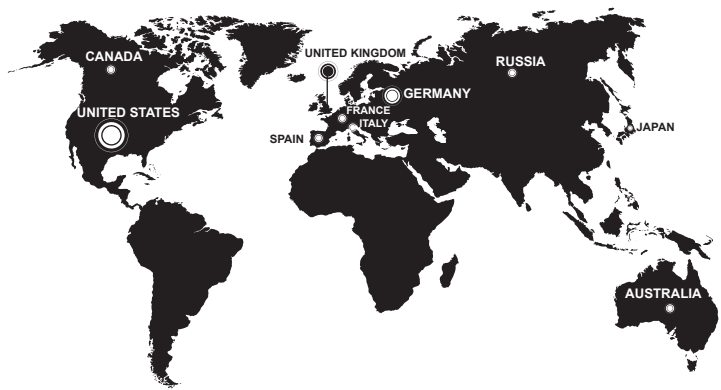 UNITED KINGDOM
CANADA
RUSSIA
GERMANY
UNITED STATES
FRANCE
ITALY
JAPAN
SPAIN
AUSTRALIA